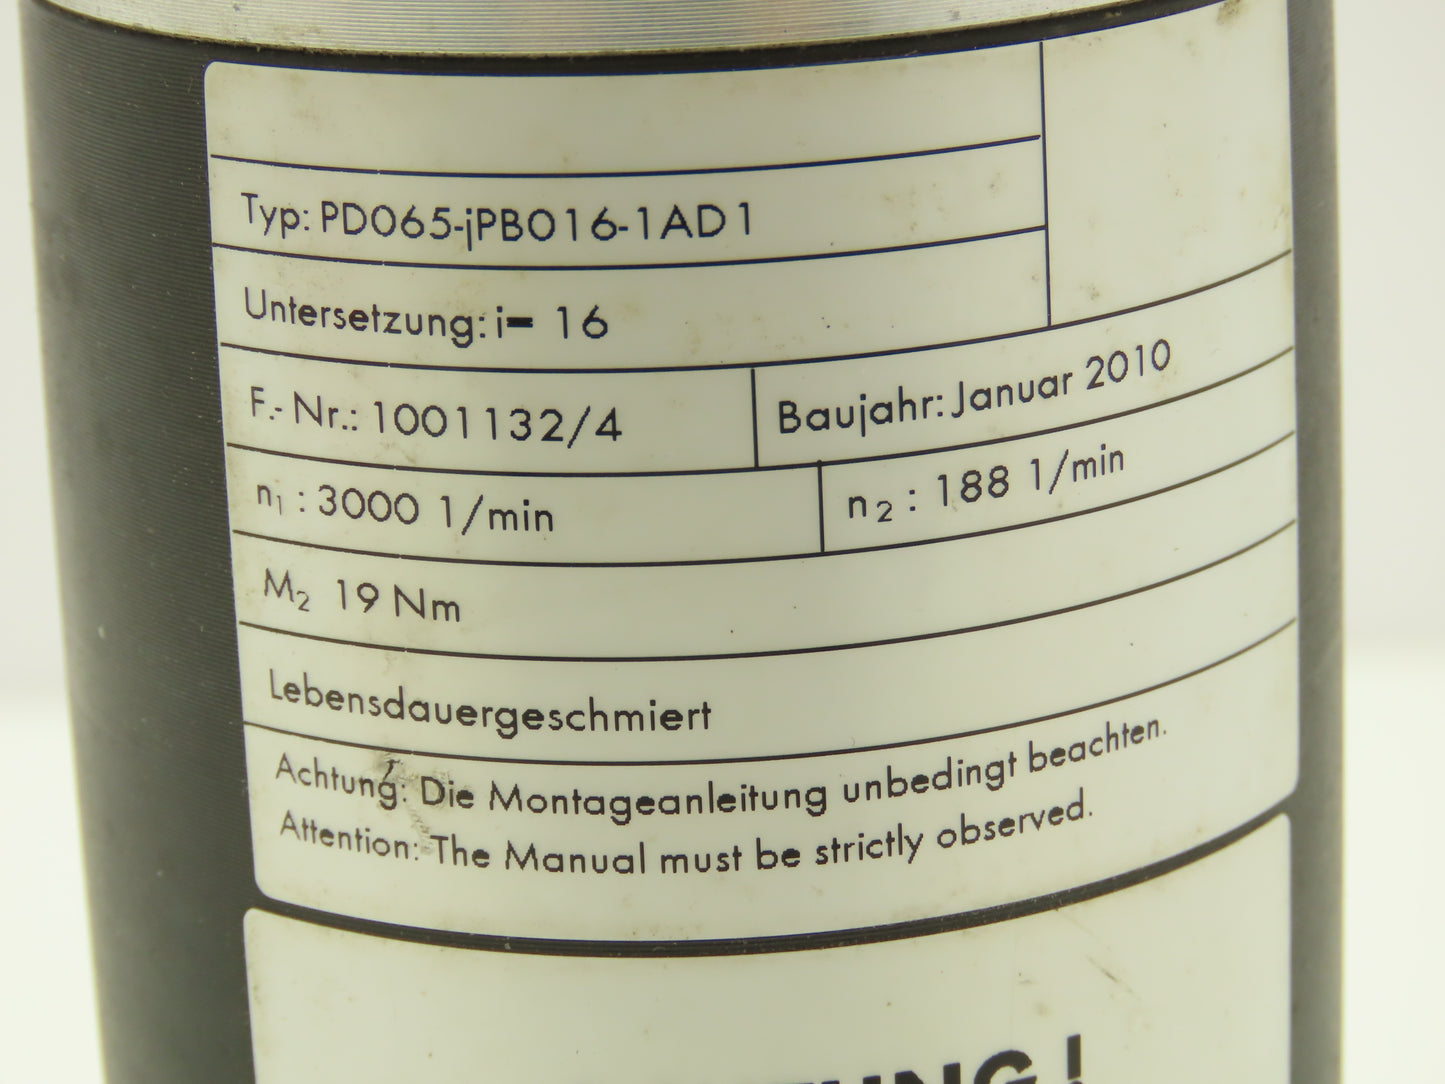 Typ: PD065-jPB016-1AD1
Untersetzung: i= 16
F.-Nr.: 1001132/4 Baujahr: Januar 2010
n₁ : 3000 1/min n₂ : 188 1/min
M₂ 19 Nm
Lebensdauergeschmiert
Achtung: Die Montageanleitung unbedingt beachten.
Attention: The Manual must be strictly observed.